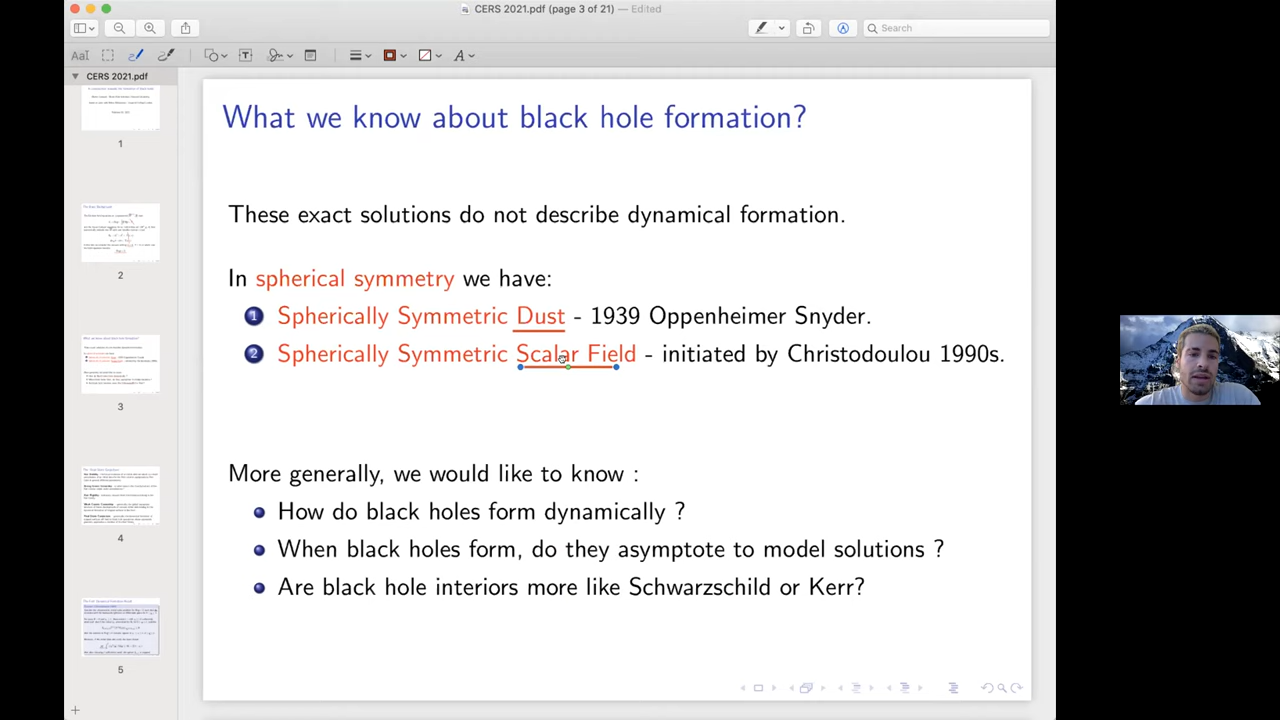 CERS 2021.pdf (page 3 of 21) — Edited
Search
CERS 2021.pdf
1
2
3
4
5
What we know about black hole formation?
These exact solutions do not describe dynamical formation.
In spherical symmetry we have:
1 Spherically Symmetric Dust - 1939 Oppenheimer Snyder.
2 Spherically Symmetric Scalar Field - initiated by Christodoulou 1990s.
More generally, we would like to know :
How do black holes form dynamically ?
When black holes form, do they asymptote to model solutions ?
Are black hole interiors more like Schwarzschild or Kerr?